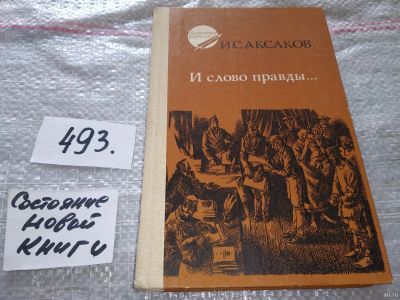 И.С.АКСАКОВ
И слово правды...
493.
Состояние
новой
книги